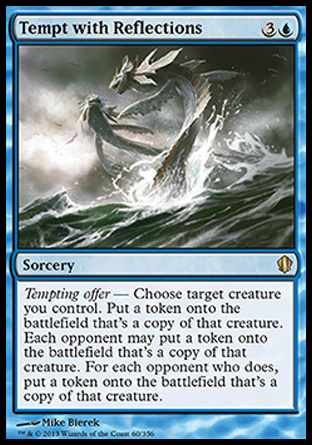 Tempt with Reflections 3
Sorcery
Tempting offer — Choose target creature
you control. Put a token onto the
battlefield that's a copy of that creature.
Each opponent may put a token onto
the battlefield that's a copy of that
creature. For each opponent who does,
put a token onto the battlefield that's a
copy of that creature.
Mike Bierek
™ & © 2013 Wizards of the Coast 60/356